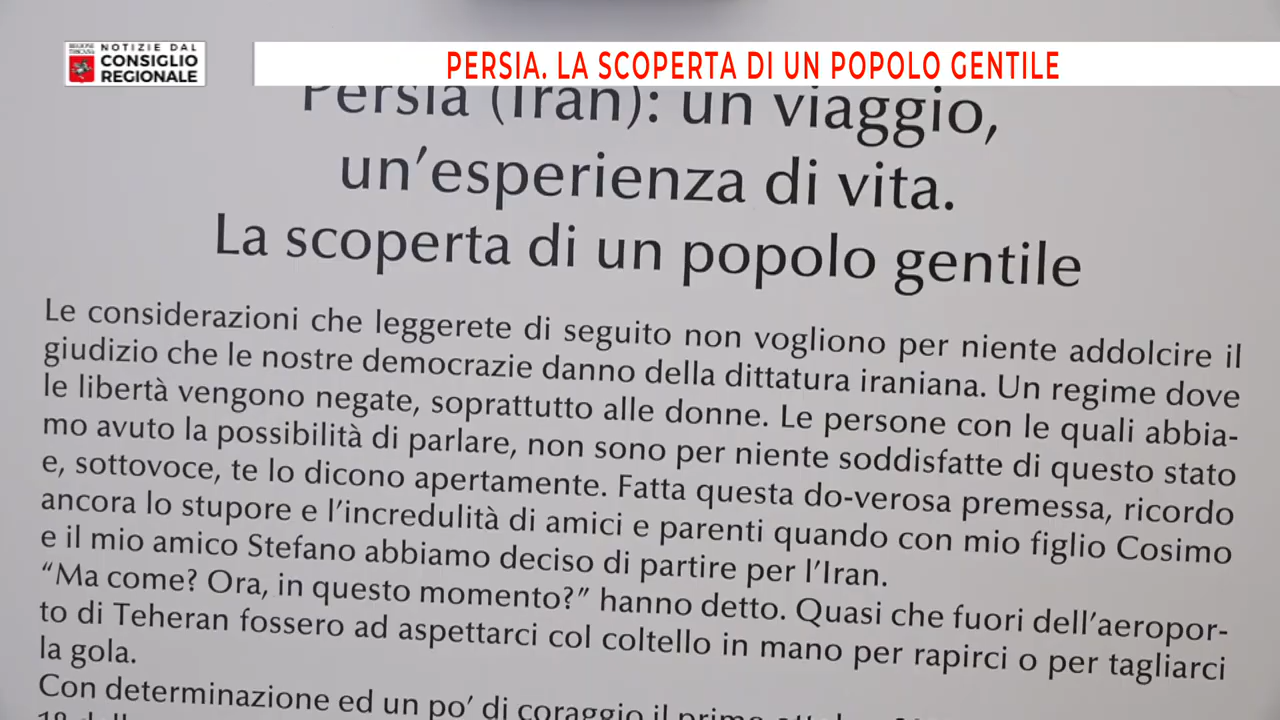 REGIONE
TOSCANA
NOTIZIE DAL
CONSIGLIO
REGIONALE
PERSIA. LA SCOPERTA DI UN POPOLO GENTILE
Persia (Iran): un viaggio,
un'esperienza di vita.
La scoperta di un popolo gentile
Le considerazioni che leggerete di seguito non vogliono per niente addolcire il
giudizio che le nostre democrazie danno della dittatura iraniana. Un regime dove
le libertà vengono negate, soprattutto alle donne. Le persone con le quali abbia-
mo avuto la possibilità di parlare, non sono per niente soddisfatte di questo stato
e, sottovoce, te lo dicono apertamente. Fatta questa do-verosa premessa, ricordo
ancora lo stupore e l'incredulità di amici e parenti quando con mio figlio Cosimo
e il mio amico Stefano abbiamo deciso di partire per l'Iran.
“Ma come? Ora, in questo momento?” hanno detto. Quasi che fuori dell'aeropor-
to di Teheran fossero ad aspettarci col coltello in mano per rapirci o per tagliarci
la gola.
Con determinazione ed un po' di coraggio il primo